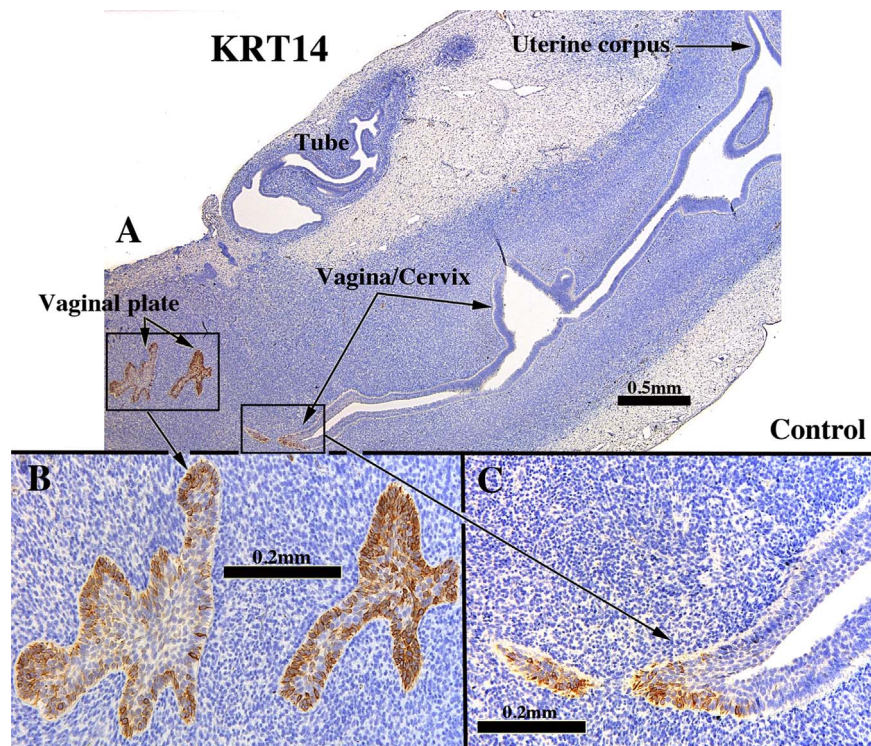 KRT14
Uterine corpus
Tube
A
Vagina/Cervix
Vaginal plate
0.5mm
Control
B
C
0.2mm
0.2mm